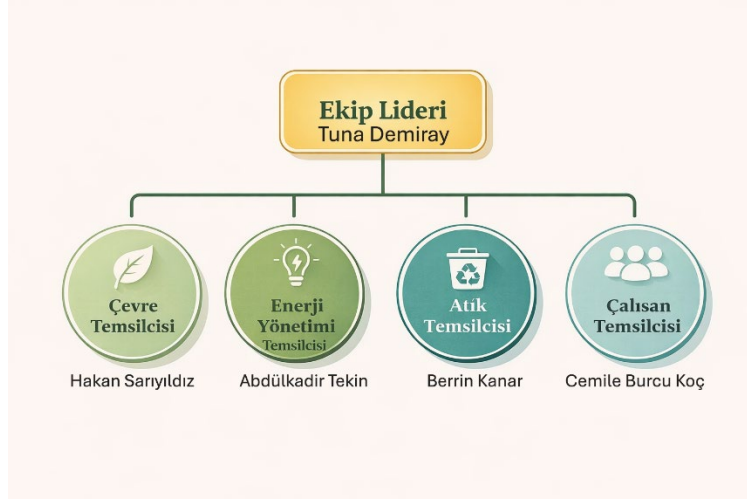 Ekip Lideri
Tuna Demiray
Çevre
Temsilcisi
Enerji
Yönetimi
Temsilcisi
Atık
Temsilcisi
Çalısan
Temsilcisi
Hakan Sarıyıldız
Abdülkadir Tekin
Berrin Kanar
Cemile Burcu Koç